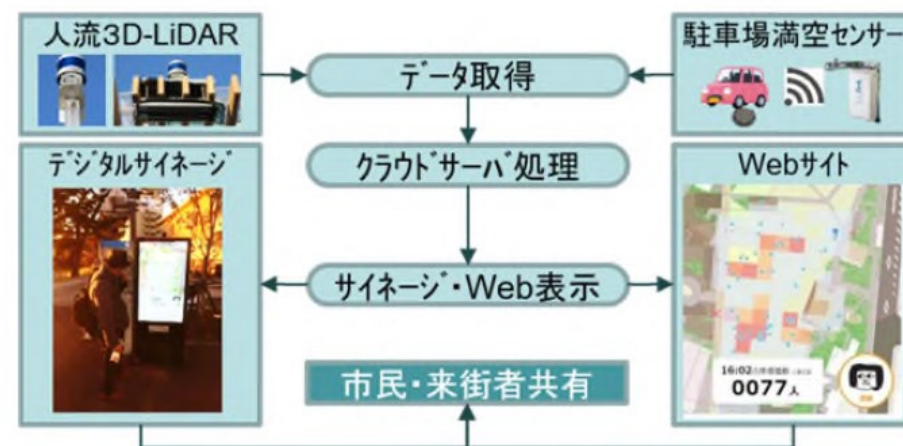 人流3D-LiDAR
データ取得
駐車場満空センサー
デジタルサイネージ
クラウドサーバ処理
Webサイト
サイネージ・Web表示
市民・来街者共有
16:02
0077人